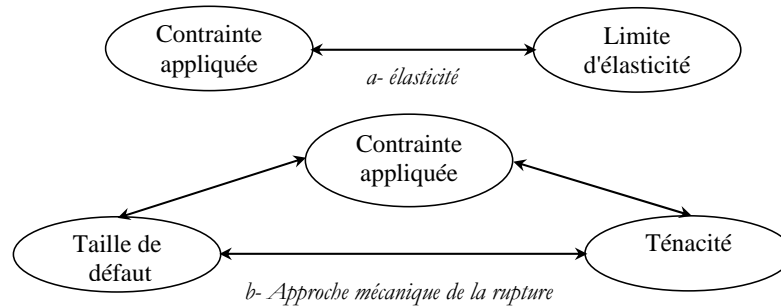 Contrainte
appliquée
Limite
d'élasticité
a- élasticité
Contrainte
appliquée
Taille de
défaut
Ténacité
b- Approche mécanique de la rupture